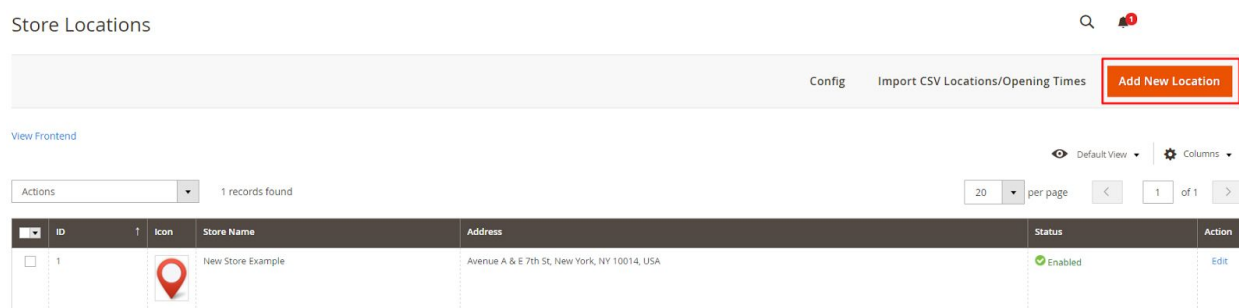 Store Locations
1
Config Import CSV Locations/Opening Times Add New Location
View Frontend
Default View Columns
Actions 1 records found 20 per page 1 of 1
ID ↑ Icon Store Name Address Status Action
1 New Store Example Avenue A & E 7th St, New York, NY 10014, USA Enabled Edit